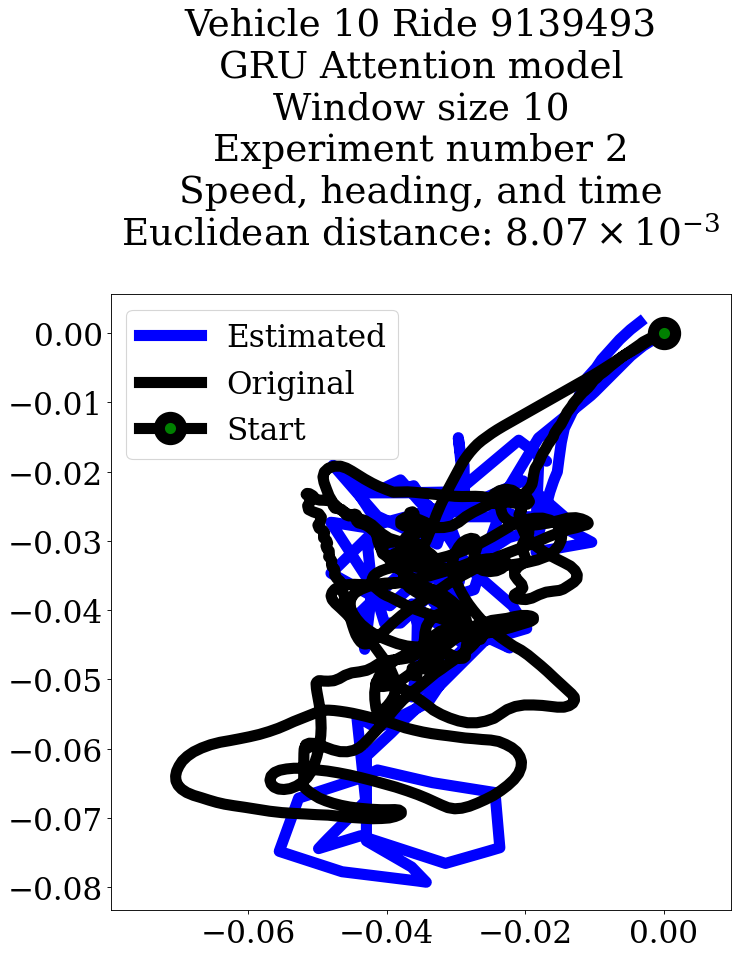 Vehicle 10 Ride 9139493
GRU Attention model
Window size 10
Experiment number 2
Speed, heading, and time
Euclidean distance: 8.07 × 10⁻³
Estimated
Original
Start
0.00
−0.01
−0.02
−0.03
−0.04
−0.05
−0.06
−0.07
−0.08
−0.06
−0.04
−0.02
0.00